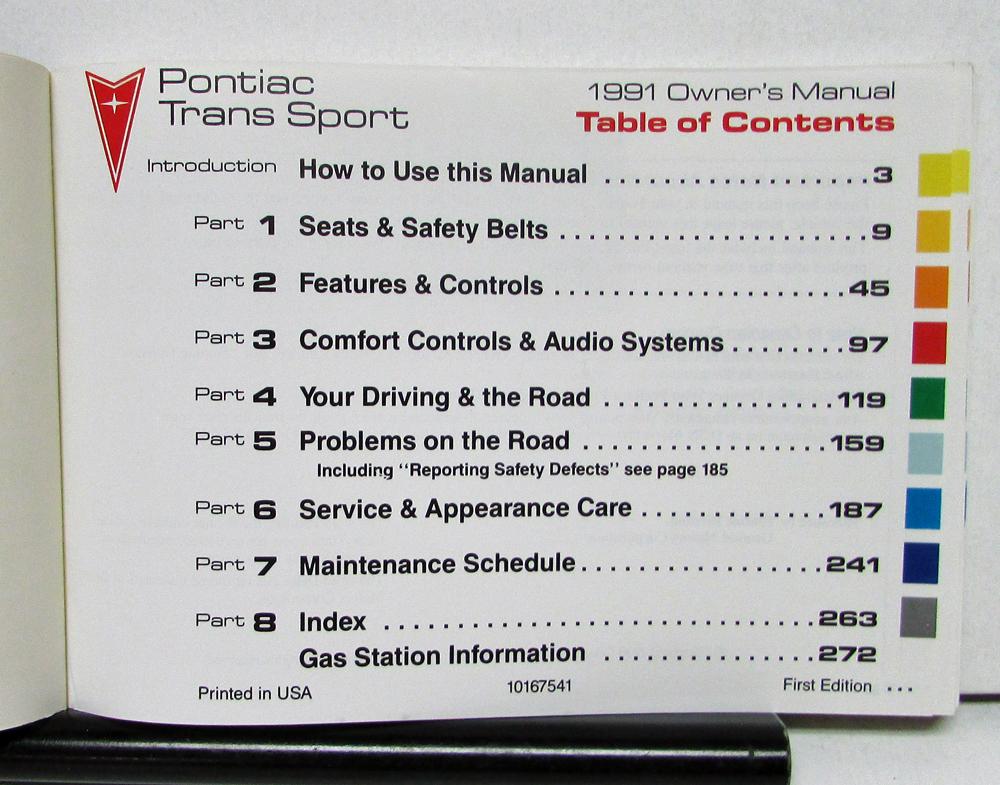 Pontiac
Trans Sport
1991 Owner's Manual
Table of Contents
Introduction How to Use this Manual ...................3
Part 1 Seats & Safety Belts ......................9
Part 2 Features & Controls .....................45
Part 3 Comfort Controls & Audio Systems ........97
Part 4 Your Driving & the Road .................119
Part 5 Problems on the Road ..................159
Including "Reporting Safety Defects" see page 185
Part 6 Service & Appearance Care .............187
Part 7 Maintenance Schedule..................241
Part 8 Index ................................263
Gas Station Information ................272
Printed in USA 10167541 First Edition ...